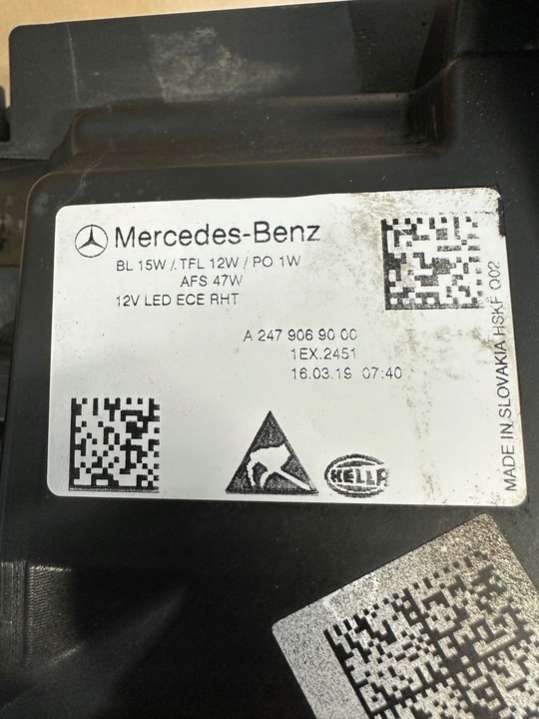 Mercedes-Benz
BL 15W /.TFL 12W / PO 1W
AFS 47W
12V LED ECE RHT
A 247 906 90 00
1EX.2451
16.03.19 07:40
HELLA
MADE IN SLOVAKIA HSKF Q02